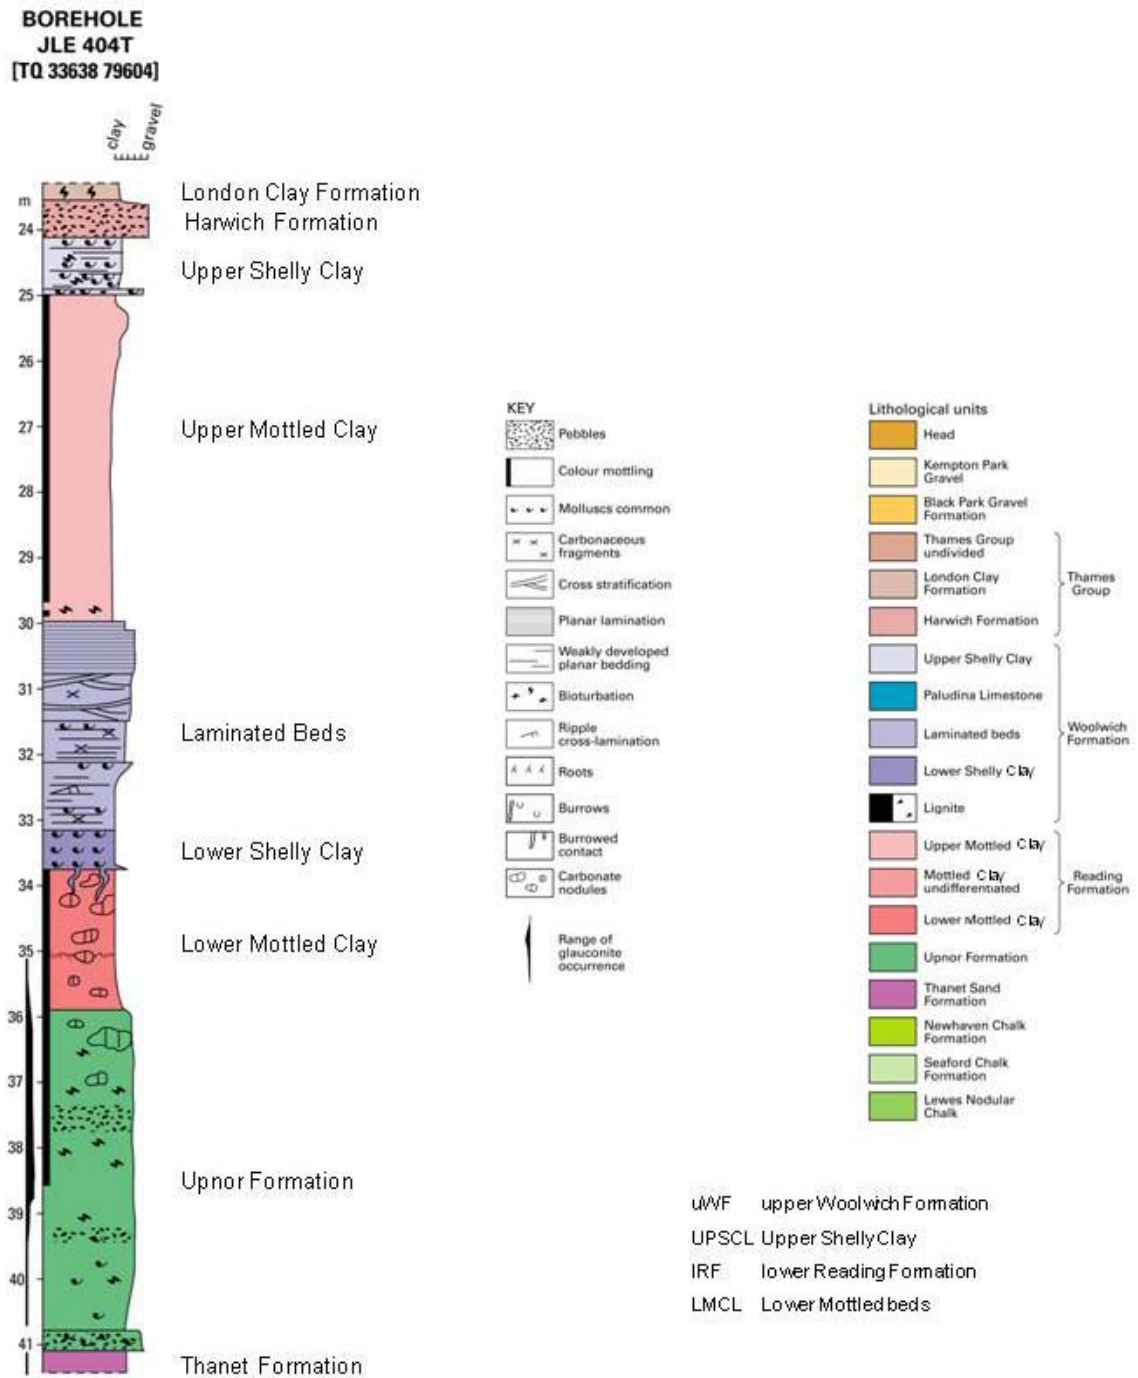 BOREHOLE
JLE 404T
[TQ 33638 79604]
clay
gravel
m
24
25
26
27
28
29
30
31
32
33
34
35
36
37
38
39
40
41
London Clay Formation
Harwich Formation
Upper Shelly Clay
Upper Mottled Clay
Laminated Beds
Lower Shelly Clay
Lower Mottled Clay
Upnor Formation
Thanet Formation
KEY
Pebbles
Colour mottling
Molluscs common
Carbonaceous
fragments
Cross stratification
Planar lamination
Weakly developed
planar bedding
Bioturbation
Ripple
cross-lamination
Roots
Burrows
Burrowed
contact
Carbonate
nodules
Range of
glauconite
occurrence
Lithological units
Head
Kempton Park
Gravel
Black Park Gravel
Formation
Thames Group
undivided
London Clay
Formation
Harwich Formation
Thames
Group
Upper Shelly Clay
Paludina Limestone
Laminated beds
Lower Shelly Clay
Lignite
Woolwich
Formation
Upper Mottled Clay
Mottled Clay
undifferentiated
Lower Mottled Clay
Reading
Formation
Upnor Formation
Thanet Sand
Formation
Newhaven Chalk
Formation
Seaford Chalk
Formation
Lewes Nodular
Chalk
uWF upper Woolwich Formation
UPSCL Upper Shelly Clay
lRF lower Reading Formation
LMCL Lower Mottled beds